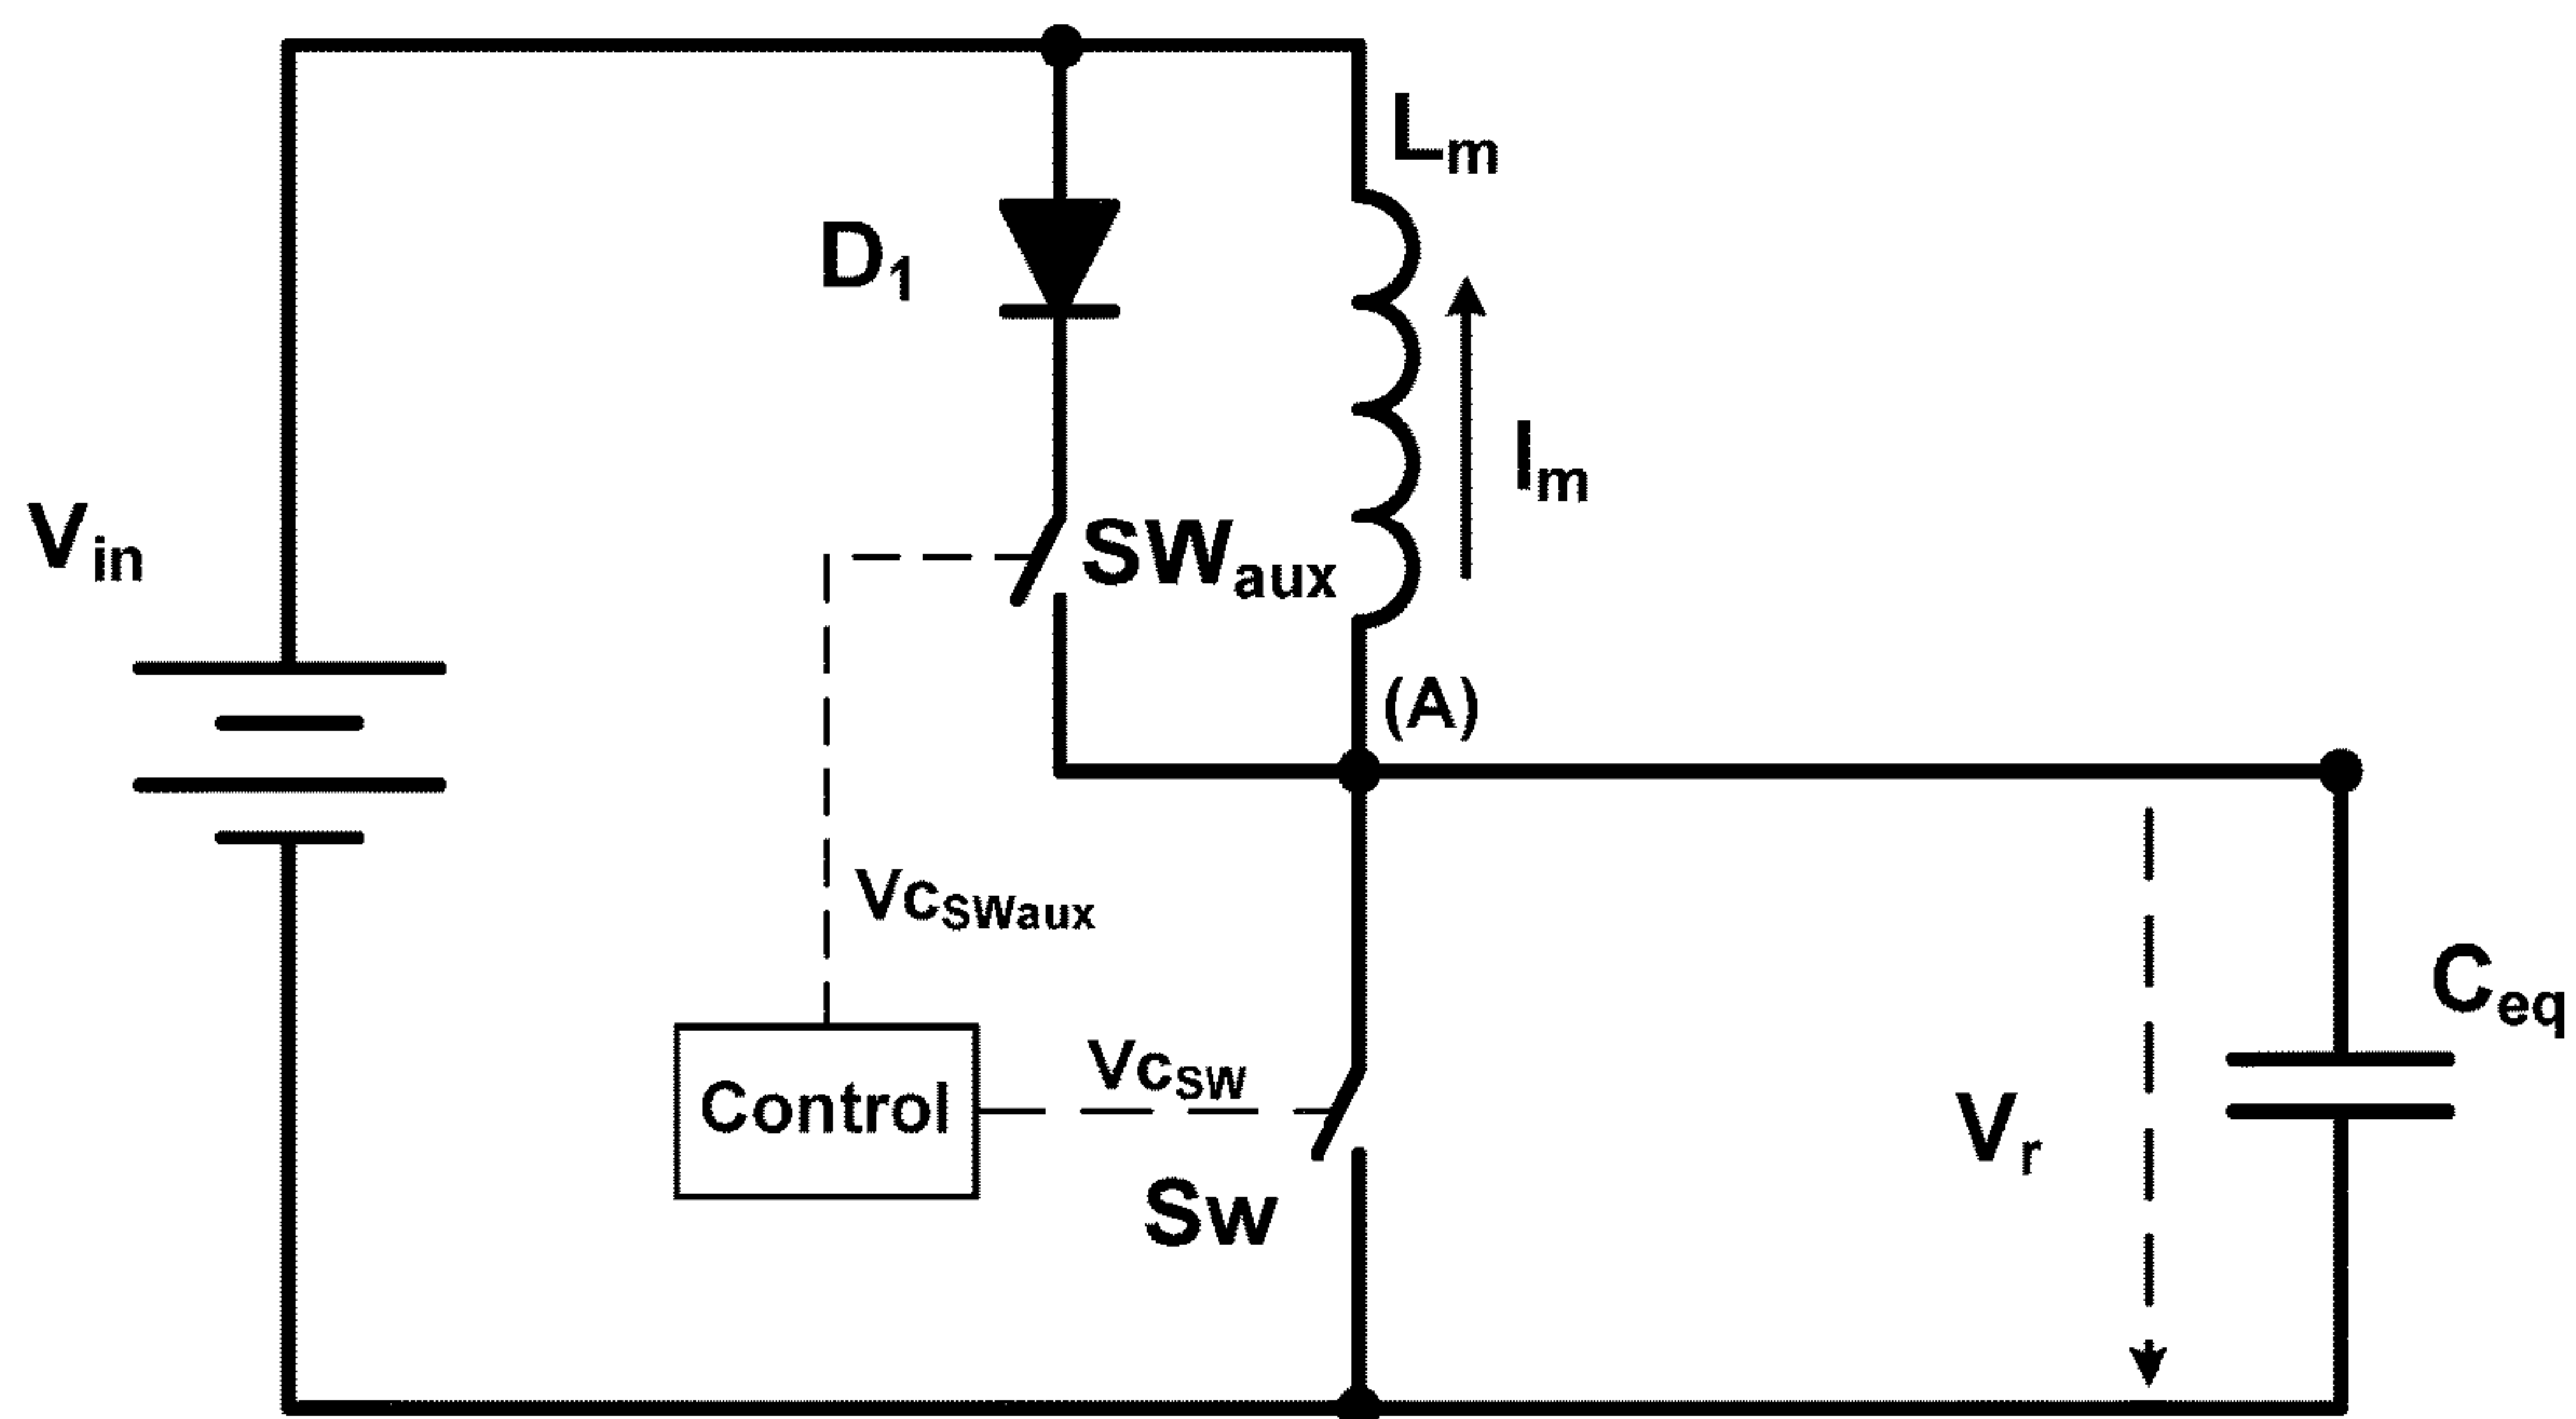 Lm
D1
Im
Vin
SWaux
(A)
VcSWaux
Ceq
VcSW
Control
Vr
Sw